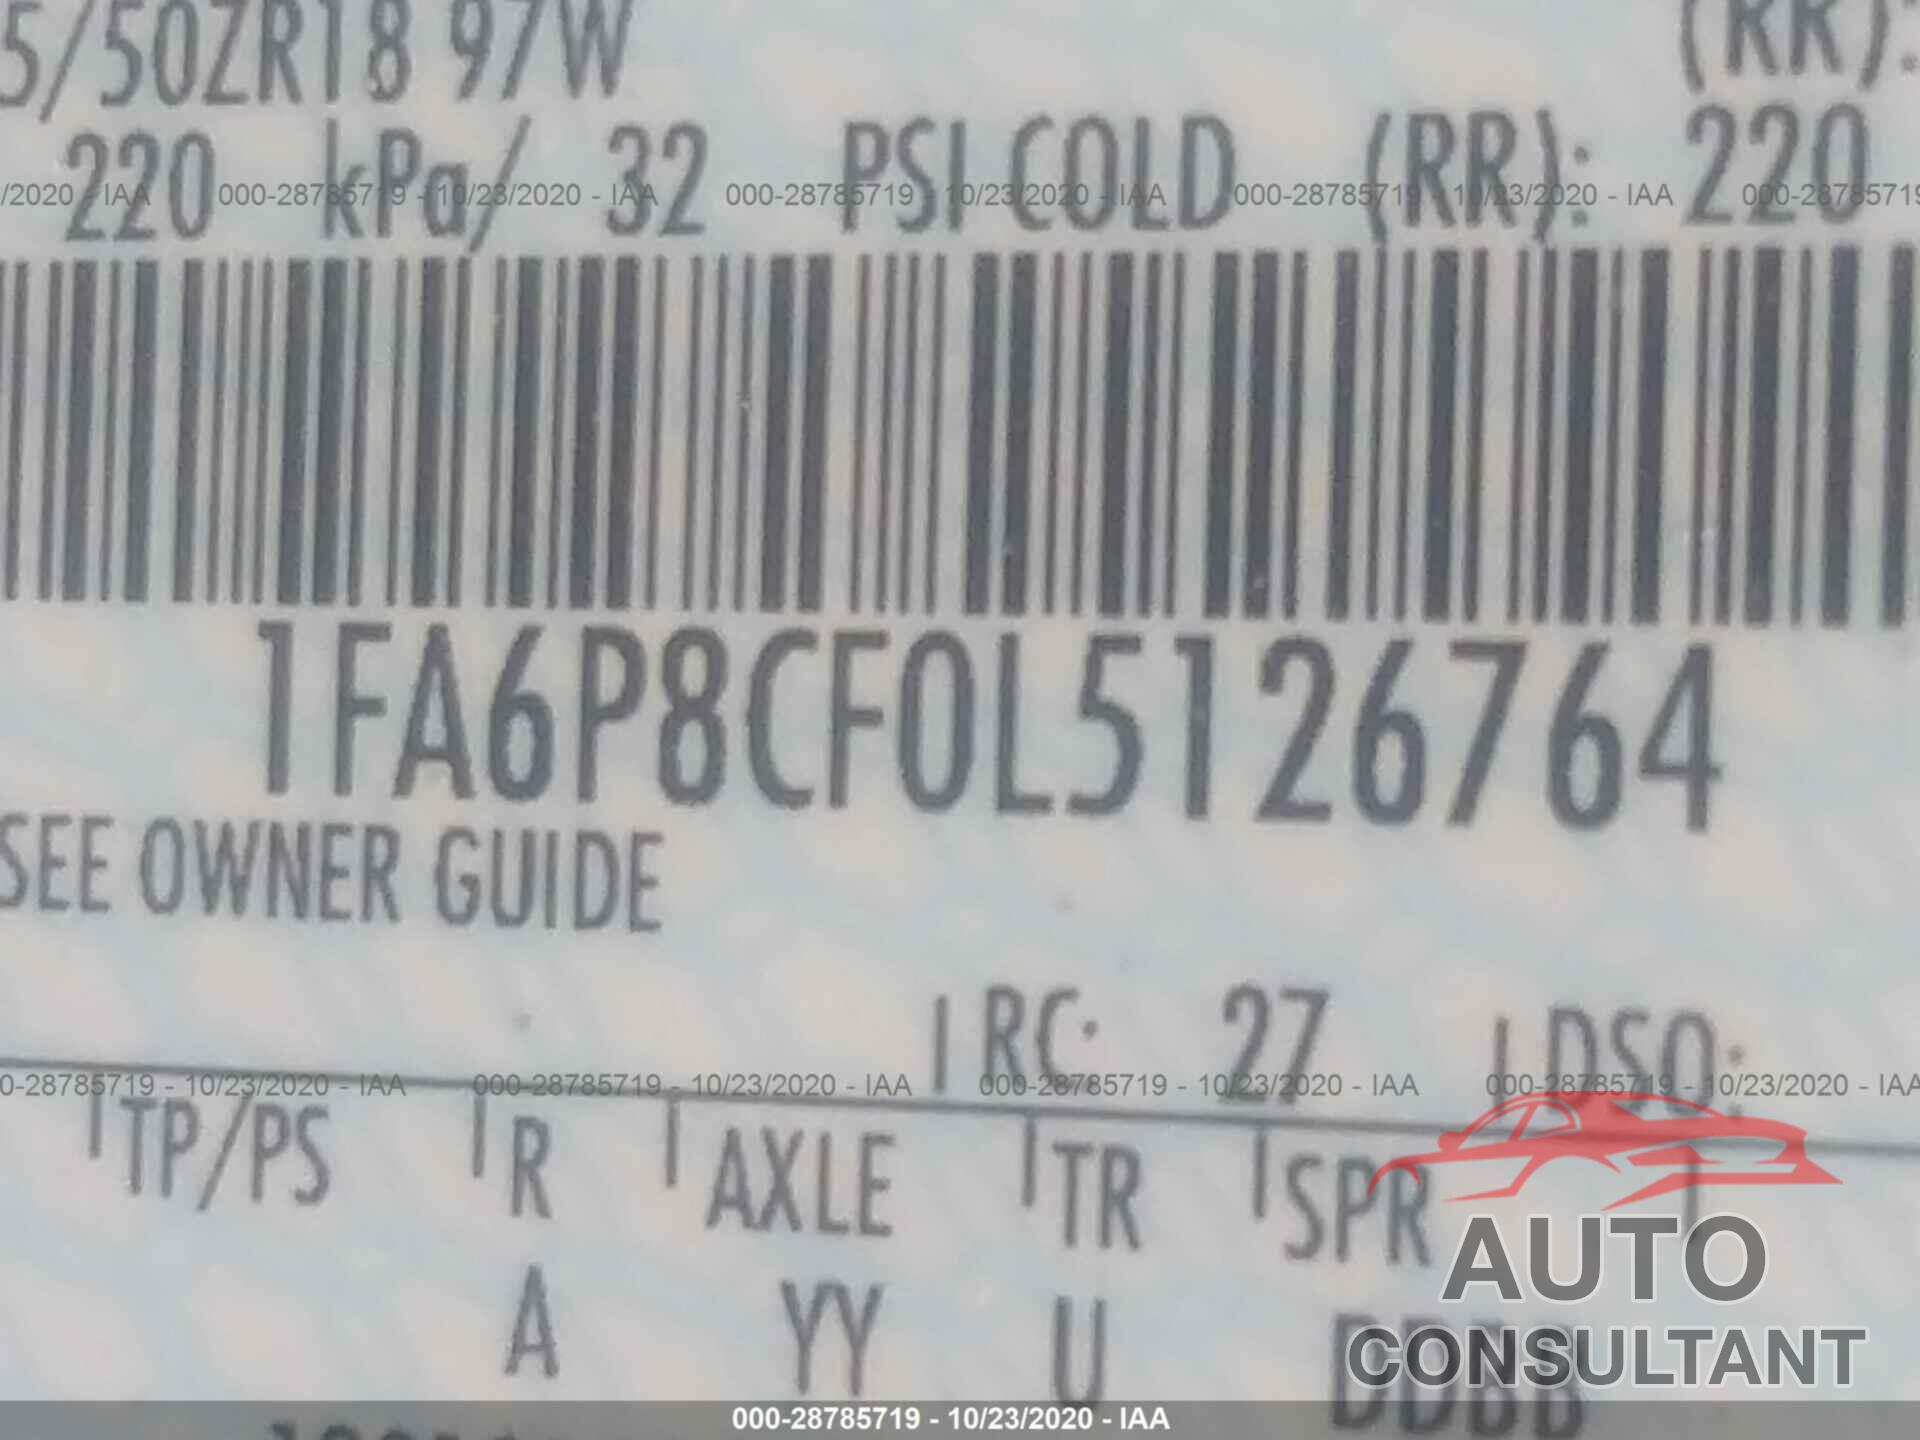 5/50ZR18 97W (RR):
220 kPa/ 32 PSI COLD (RR): 220
/2020 - IAA 000-28785719 - 10/23/2020 - IAA 000-28785719 - 10/23/2020 - IAA 000-28785719 - 10/23/2020 - IAA 000-28785719
1FA6P8CF0L5126764
SEE OWNER GUIDE
RC: 27 DSO:
0-28785719 - 10/23/2020 - IAA 000-28785719 - 10/23/2020 - IAA 000-28785719 - 10/23/2020 - IAA 000-28785719 - 10/23/2020 - IAA
TP/PS R AXLE TR SPR
A YY U DDBB
AUTO
CONSULTANT
000-28785719 - 10/23/2020 - IAA